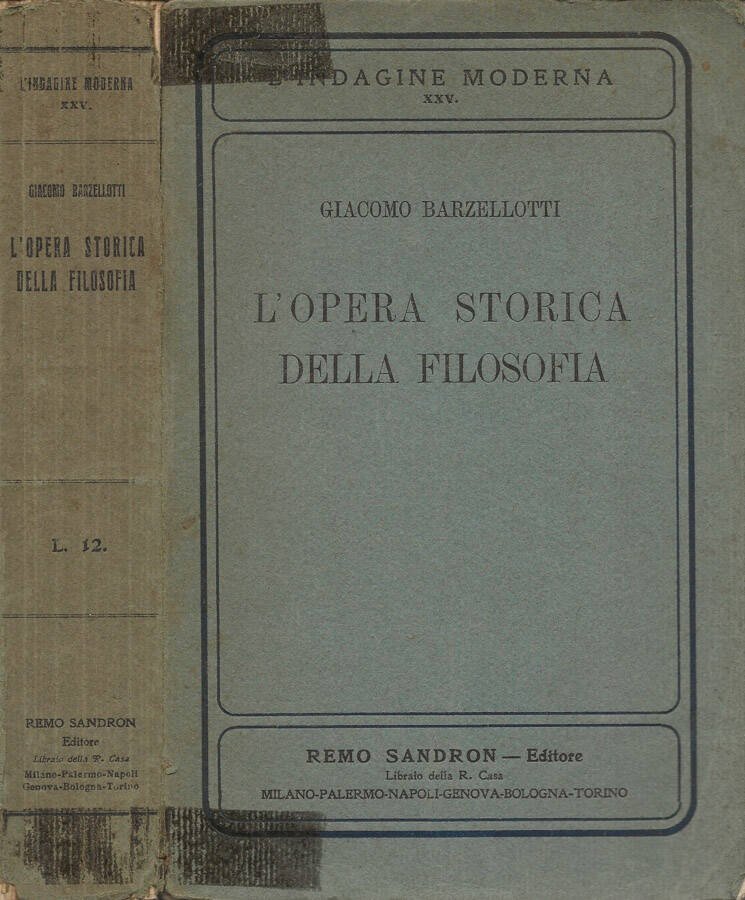 L'INDAGINE MODERNA
XXV.
GIACOMO BARZELLOTTI
L'OPERA STORICA
DELLA FILOSOFIA
L. 12.
REMO SANDRON
Editore
Libraio della R. Casa
Milano-Palermo-Napoli
Genova-Bologna-Torino
L'INDAGINE MODERNA
XXV.
GIACOMO BARZELLOTTI
L'OPERA STORICA
DELLA FILOSOFIA
REMO SANDRON — Editore
Libraio della R. Casa
MILANO-PALERMO-NAPOLI-GENOVA-BOLOGNA-TORINO